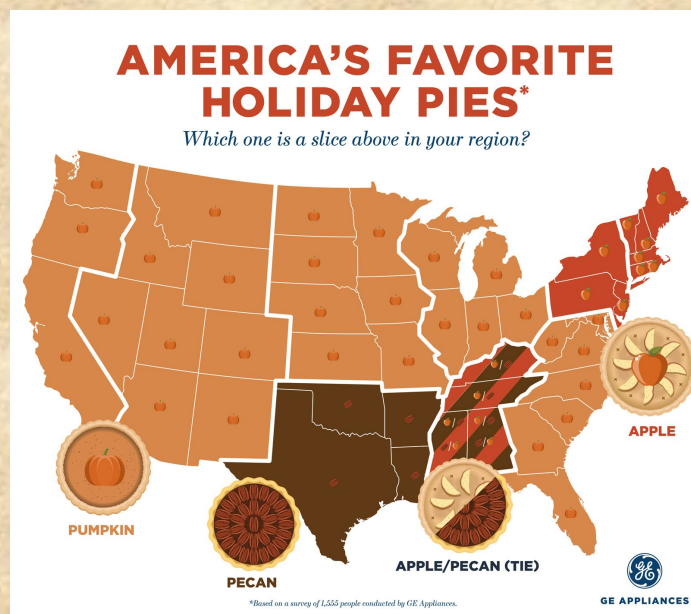 AMERICA'S FAVORITE
HOLIDAY PIES*
Which one is a slice above in your region?
APPLE
PUMPKIN
APPLE/PECAN (TIE)
PECAN
GE
GE APPLIANCES
*Based on a survey of 1,555 people conducted by GE Appliances.